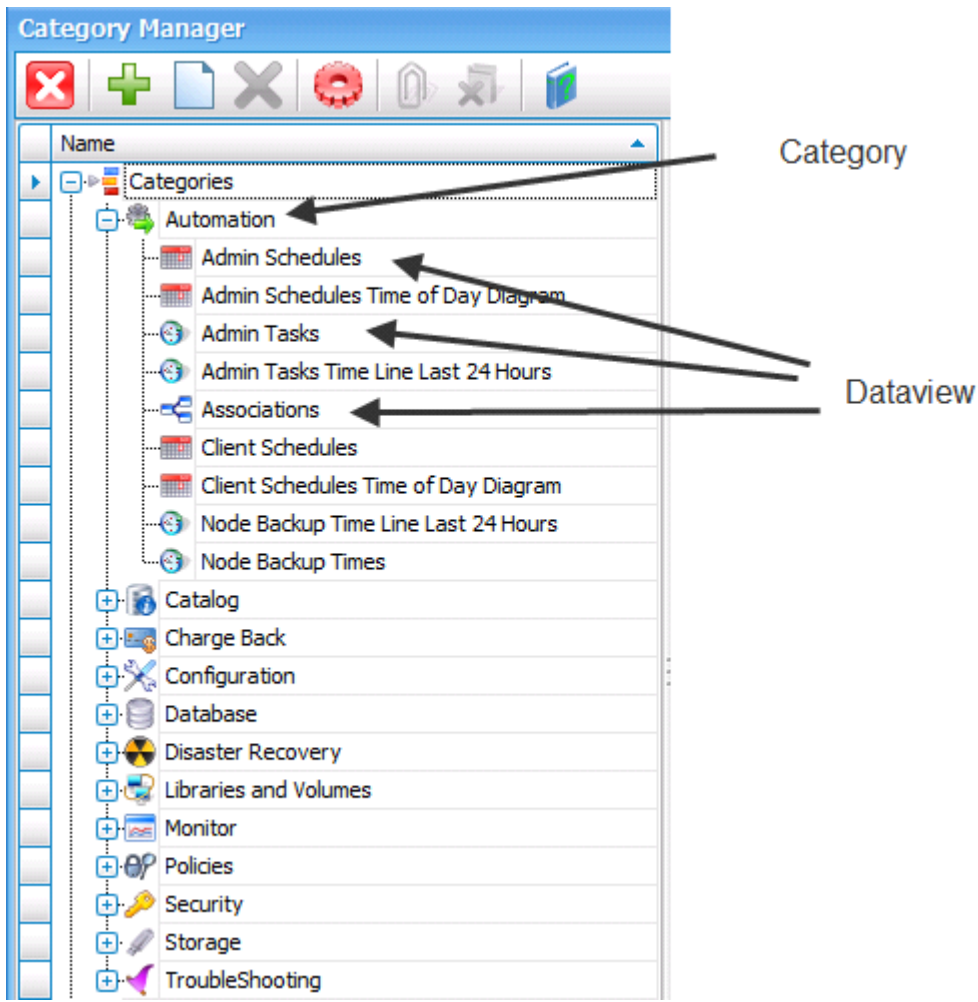 Category Manager
Name
Category
Categories
Automation
Admin Schedules
Admin Schedules Time of Day Diagram
Admin Tasks
Admin Tasks Time Line Last 24 Hours
Dataview
Associations
Client Schedules
Client Schedules Time of Day Diagram
Node Backup Time Line Last 24 Hours
Node Backup Times
Catalog
Charge Back
Configuration
Database
Disaster Recovery
Libraries and Volumes
Monitor
Policies
Security
Storage
TroubleShooting